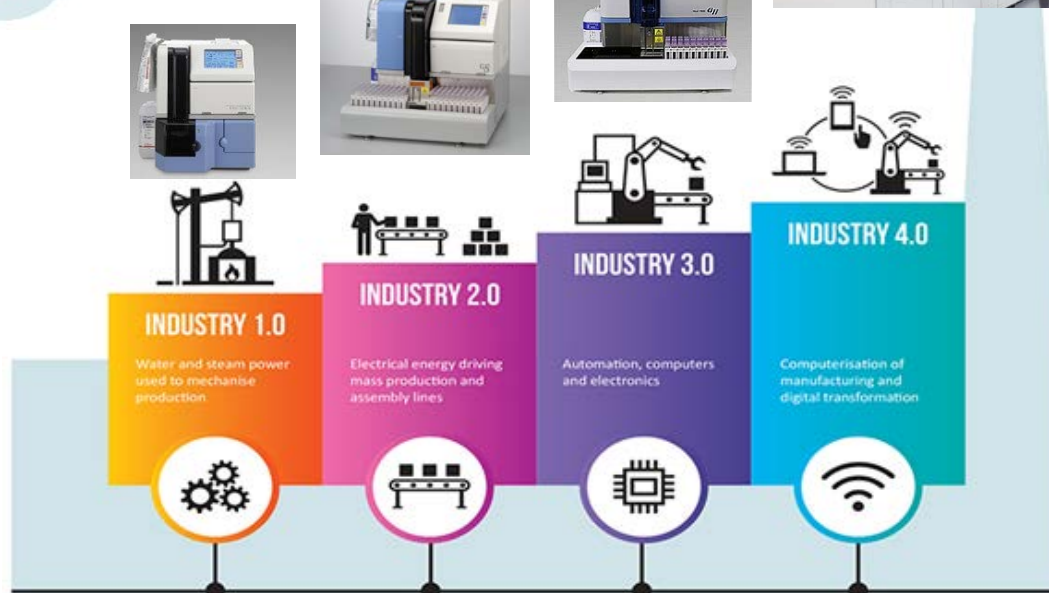 INDUSTRY 1.0
Water and steam power
used to mechanise
production
INDUSTRY 2.0
Electrical energy driving
mass production and
assembly lines
INDUSTRY 3.0
Automation, computers
and electronics
INDUSTRY 4.0
Computerisation of
manufacturing and
digital transformation